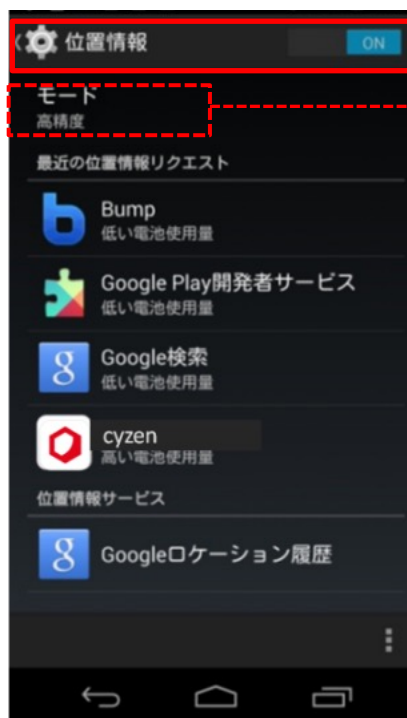 位置情報
ON
モード
高精度
最近の位置情報リクエスト
Bump
低い電池使用量
Google Play開発者サービス
低い電池使用量
Google検索
低い電池使用量
cyzen
高い電池使用量
位置情報サービス
Googleロケーション履歴